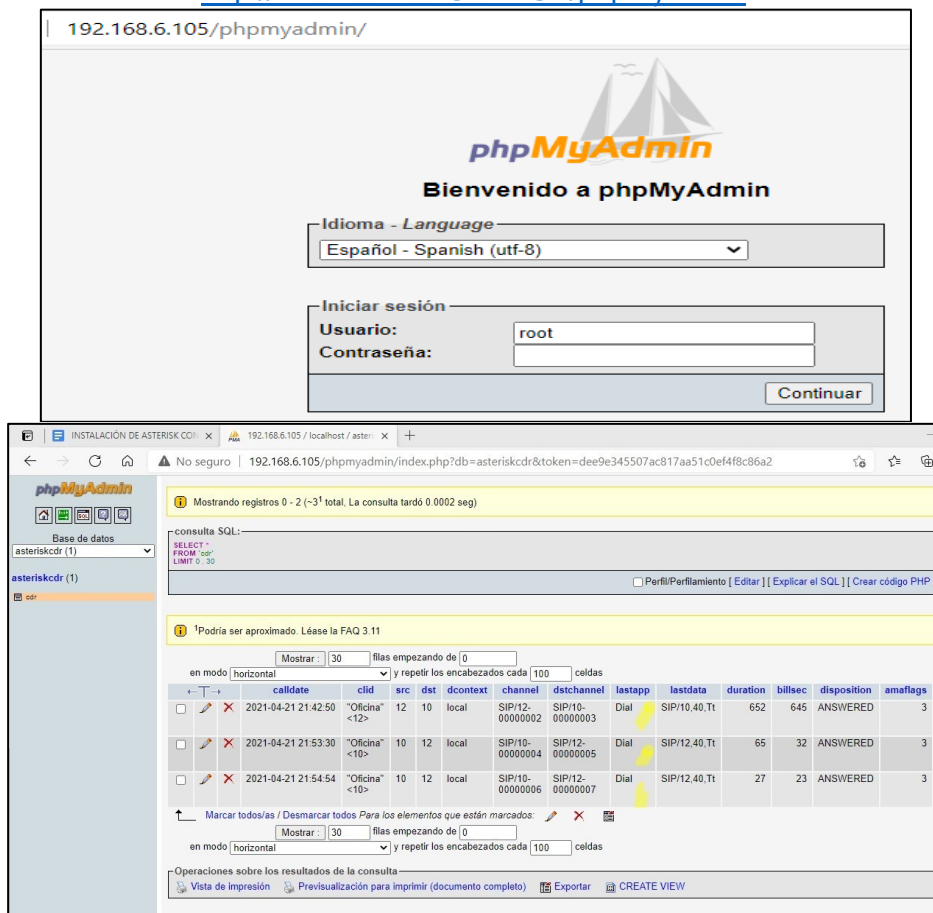 192.168.6.105/phpmyadmin/
phpMyAdmin
Bienvenido a phpMyAdmin
Idioma - Language
Español - Spanish (utf-8)
Iniciar sesión
Usuario:
root
Contraseña:
Continuar
INSTALACIÓN DE ASTERISK CON
192.168.6.105 / localhost / aster
No seguro | 192.168.6.105/phpmyadmin/index.php?db=asteriskcdr&token=dee9e345507ac817aa51c0ef4f8c86a2
phpMyAdmin
Base de datos
asteriskcdr (1)
asteriskcdr (1)
cdr
Mostrando registros 0 - 2 (~3¹ total, La consulta tardó 0.0002 seg)
consulta SQL:
SELECT *
FROM `cdr`
LIMIT 0 , 30
Perfil/Perfilamiento [ Editar ] [ Explicar el SQL ] [ Crear código PHP
¹Podría ser aproximado. Léase la FAQ 3.11
Mostrar : 30 filas empezando de 0
en modo horizontal y repetir los encabezados cada 100 celdas
←T→ calldate clid src dst dcontext channel dstchannel lastapp lastdata duration billsec disposition amaflags
2021-04-21 21:42:50 "Oficina" <12> 12 10 local SIP/12-00000002 SIP/10-00000003 Dial SIP/10,40,Tt 652 645 ANSWERED 3
2021-04-21 21:53:30 "Oficina" <10> 10 12 local SIP/10-00000004 SIP/12-00000005 Dial SIP/12,40,Tt 65 32 ANSWERED 3
2021-04-21 21:54:54 "Oficina" <10> 10 12 local SIP/10-00000006 SIP/12-00000007 Dial SIP/12,40,Tt 27 23 ANSWERED 3
Marcar todos/as / Desmarcar todos Para los elementos que están marcados:
Mostrar : 30 filas empezando de 0
en modo horizontal y repetir los encabezados cada 100 celdas
Operaciones sobre los resultados de la consulta
Vista de impresión Previsualización para imprimir (documento completo) Exportar CREATE VIEW